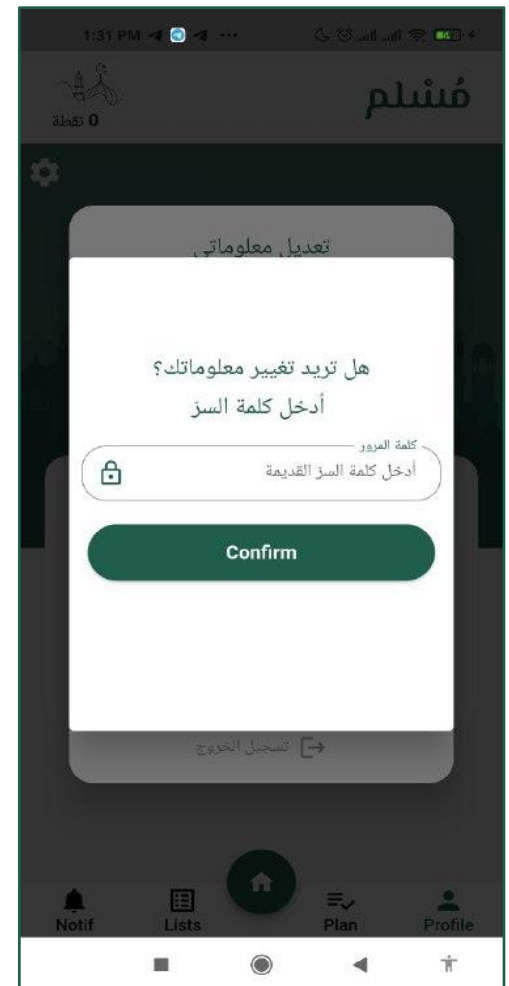 1:31 PM
مُسْلم
0 نقطة
تعديل معلوماتي
هل تريد تغيير معلوماتك؟
أدخل كلمة السرّ
كلمة المرور
أدخل كلمة السرّ القديمة
Confirm
تسجيل الخروج
Notif
Lists
Plan
Profile